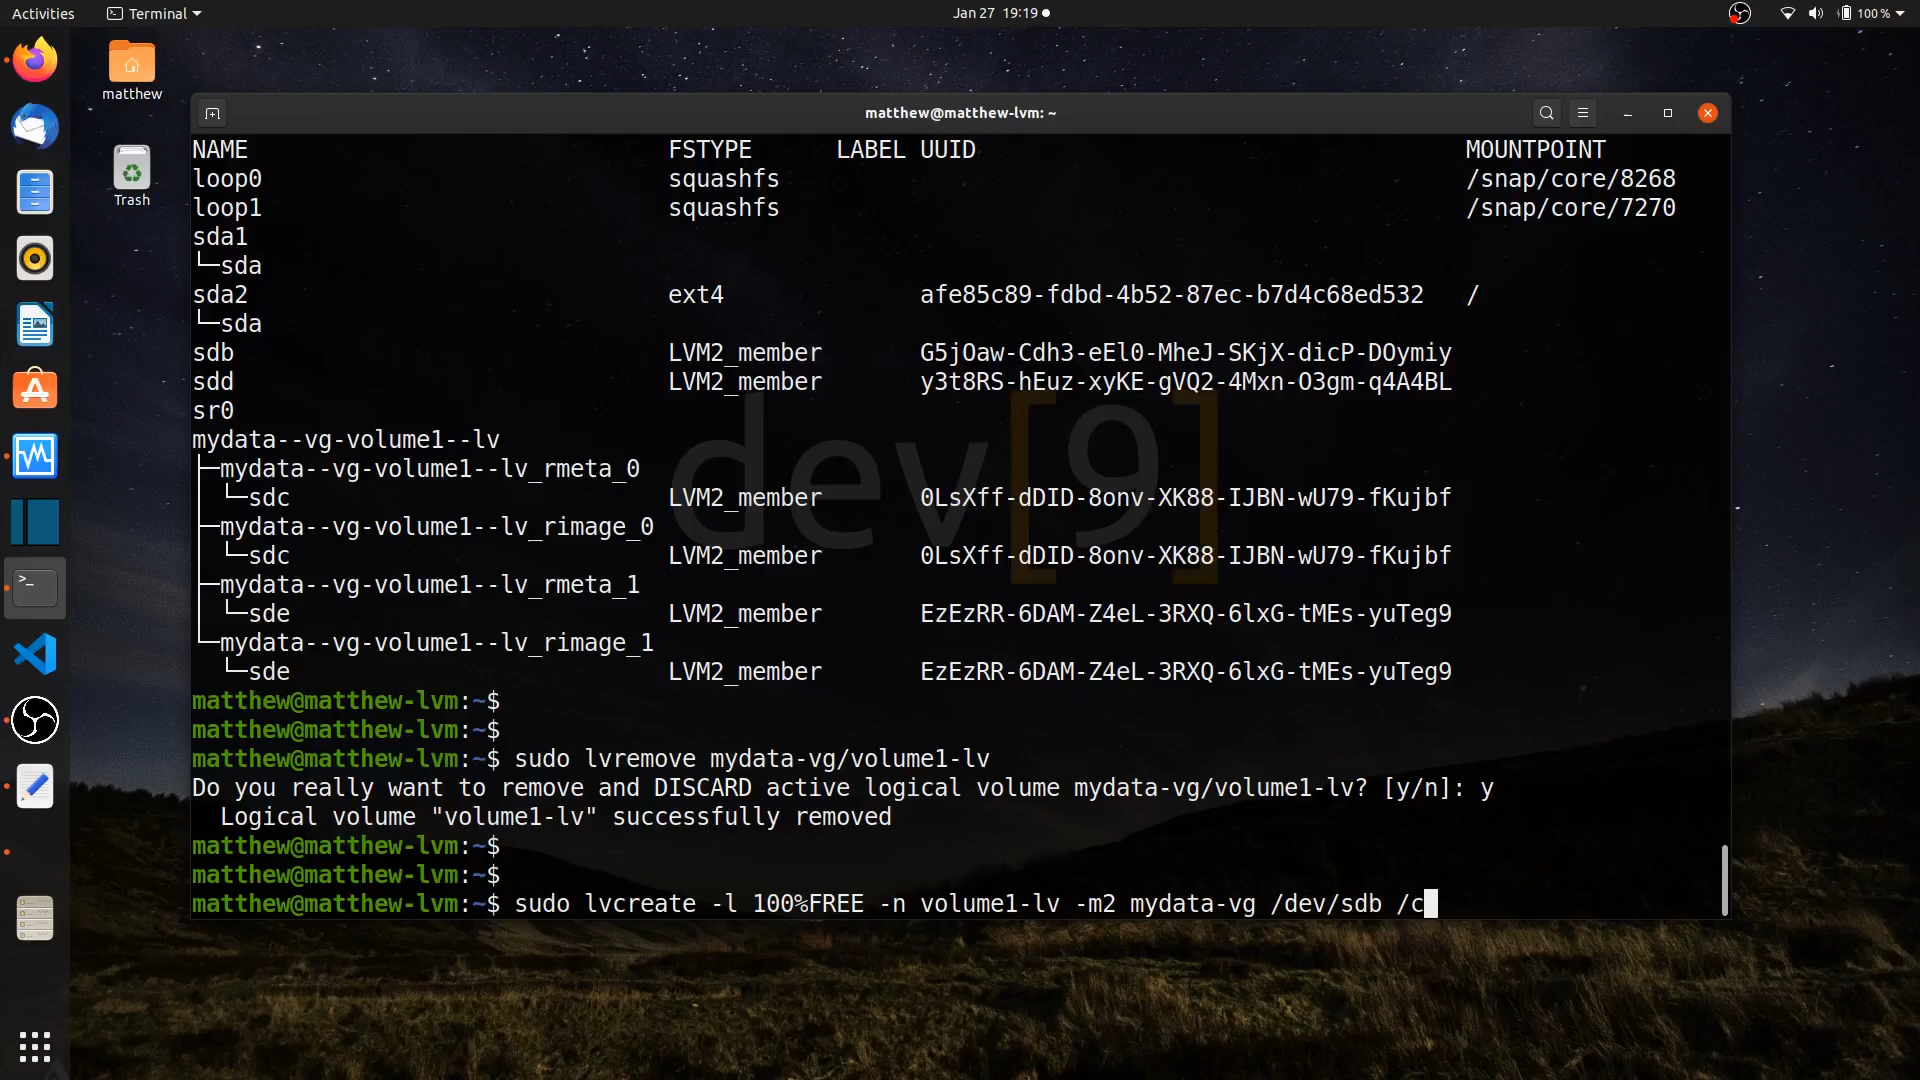 Activities Terminal Jan 27 19:19 100 %
matthew
Trash
matthew@matthew-lvm: ~
NAME FSTYPE LABEL UUID MOUNTPOINT
loop0 squashfs /snap/core/8268
loop1 squashfs /snap/core/7270
sda1
└─sda
sda2 ext4 afe85c89-fdbd-4b52-87ec-b7d4c68ed532 /
└─sda
sdb LVM2_member G5jOaw-Cdh3-eEl0-MheJ-SKjX-dicP-DOymiy
sdd LVM2_member y3t8RS-hEuz-xyKE-gVQ2-4Mxn-O3gm-q4A4BL
sr0
mydata--vg-volume1--lv
├─mydata--vg-volume1--lv_rmeta_0
│ └─sdc LVM2_member 0LsXff-dDID-8onv-XK88-IJBN-wU79-fKujbf
├─mydata--vg-volume1--lv_rimage_0
│ └─sdc LVM2_member 0LsXff-dDID-8onv-XK88-IJBN-wU79-fKujbf
├─mydata--vg-volume1--lv_rmeta_1
│ └─sde LVM2_member EzEzRR-6DAM-Z4eL-3RXQ-6lxG-tMEs-yuTeg9
└─mydata--vg-volume1--lv_rimage_1
└─sde LVM2_member EzEzRR-6DAM-Z4eL-3RXQ-6lxG-tMEs-yuTeg9
matthew@matthew-lvm:~$
matthew@matthew-lvm:~$
matthew@matthew-lvm:~$ sudo lvremove mydata-vg/volume1-lv
Do you really want to remove and DISCARD active logical volume mydata-vg/volume1-lv? [y/n]: y
Logical volume "volume1-lv" successfully removed
matthew@matthew-lvm:~$
matthew@matthew-lvm:~$
matthew@matthew-lvm:~$ sudo lvcreate -l 100%FREE -n volume1-lv -m2 mydata-vg /dev/sdb /c
dev[9]